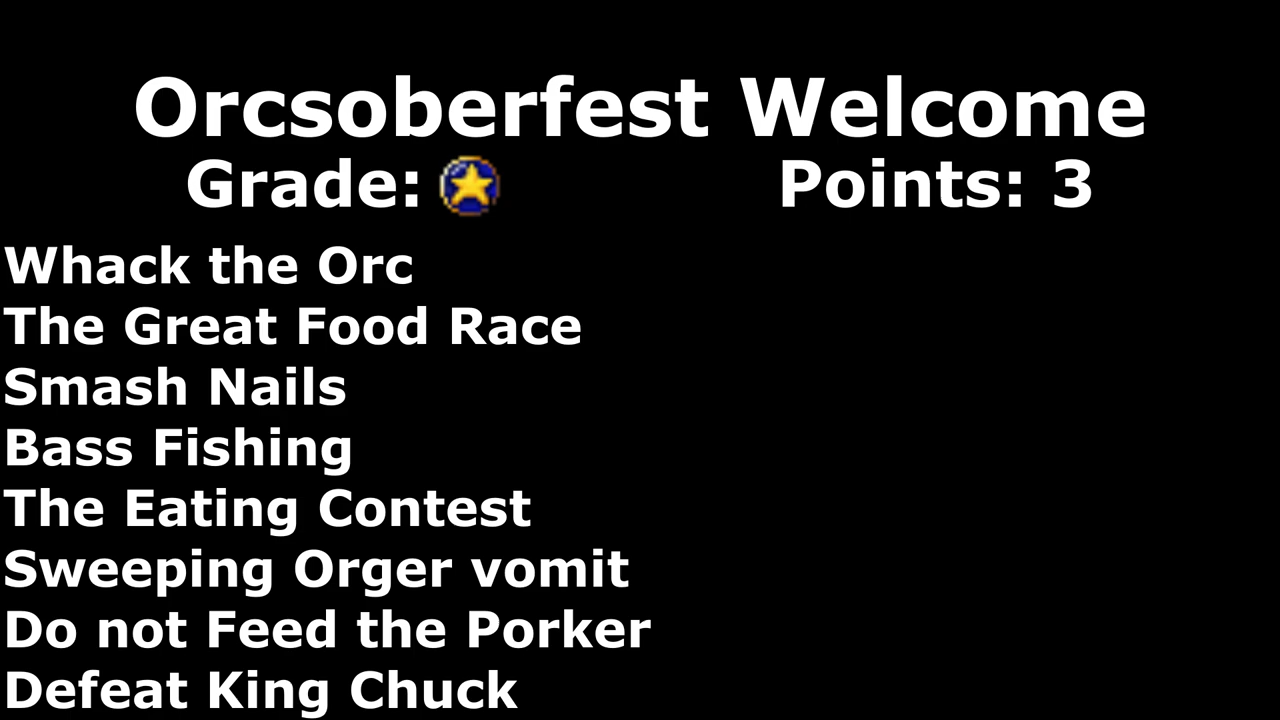 Orcsoberfest Welcome
Grade: Points: 3
Whack the Orc
The Great Food Race
Smash Nails
Bass Fishing
The Eating Contest
Sweeping Orger vomit
Do not Feed the Porker
Defeat King Chuck